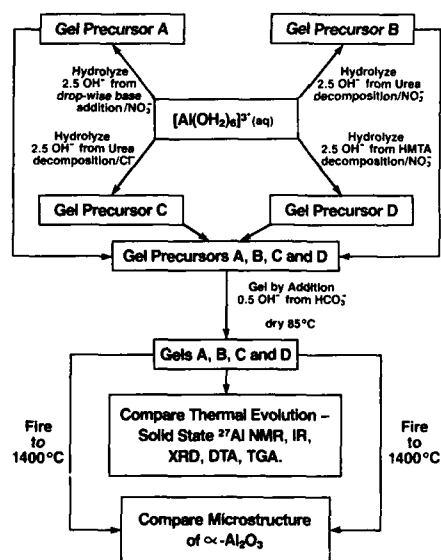 Gel Precursor A
Gel Precursor B
Hydrolyze
2.5 OH⁻ from
drop-wise base
addition/NO₃⁻
Hydrolyze
2.5 OH⁻ from Urea
decomposition/NO₃⁻
[Al(OH₂)₆]³⁺(aq)
Hydrolyze
2.5 OH⁻ from Urea
decomposition/Cl⁻
Hydrolyze
2.5 OH⁻ from HMTA
decomposition/NO₃⁻
Gel Precursor C
Gel Precursor D
Gel Precursors A, B, C and D
Gel by Addition
0.5 OH⁻ from HCO₃⁻
dry 85°C
Gels A, B, C and D
Fire
to
1400°C
Compare Thermal Evolution –
Solid State ²⁷Al NMR, IR,
XRD, DTA, TGA.
Fire
to
1400°C
Compare Microstructure
of ∝-Al₂O₃